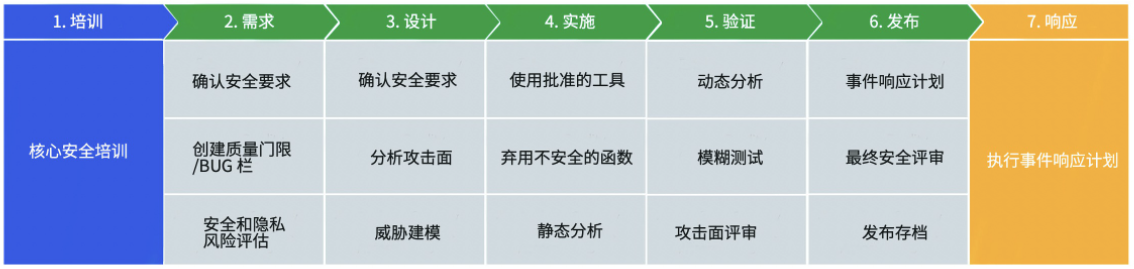 1. 培训
2. 需求
3. 设计
4. 实施
5. 验证
6. 发布
7. 响应
核心安全培训
确认安全要求
创建质量门限
/BUG 栏
安全和隐私
风险评估
确认安全要求
分析攻击面
威胁建模
使用批准的工具
弃用不安全的函数
静态分析
动态分析
模糊测试
攻击面评审
事件响应计划
最终安全评审
发布存档
执行事件响应计划